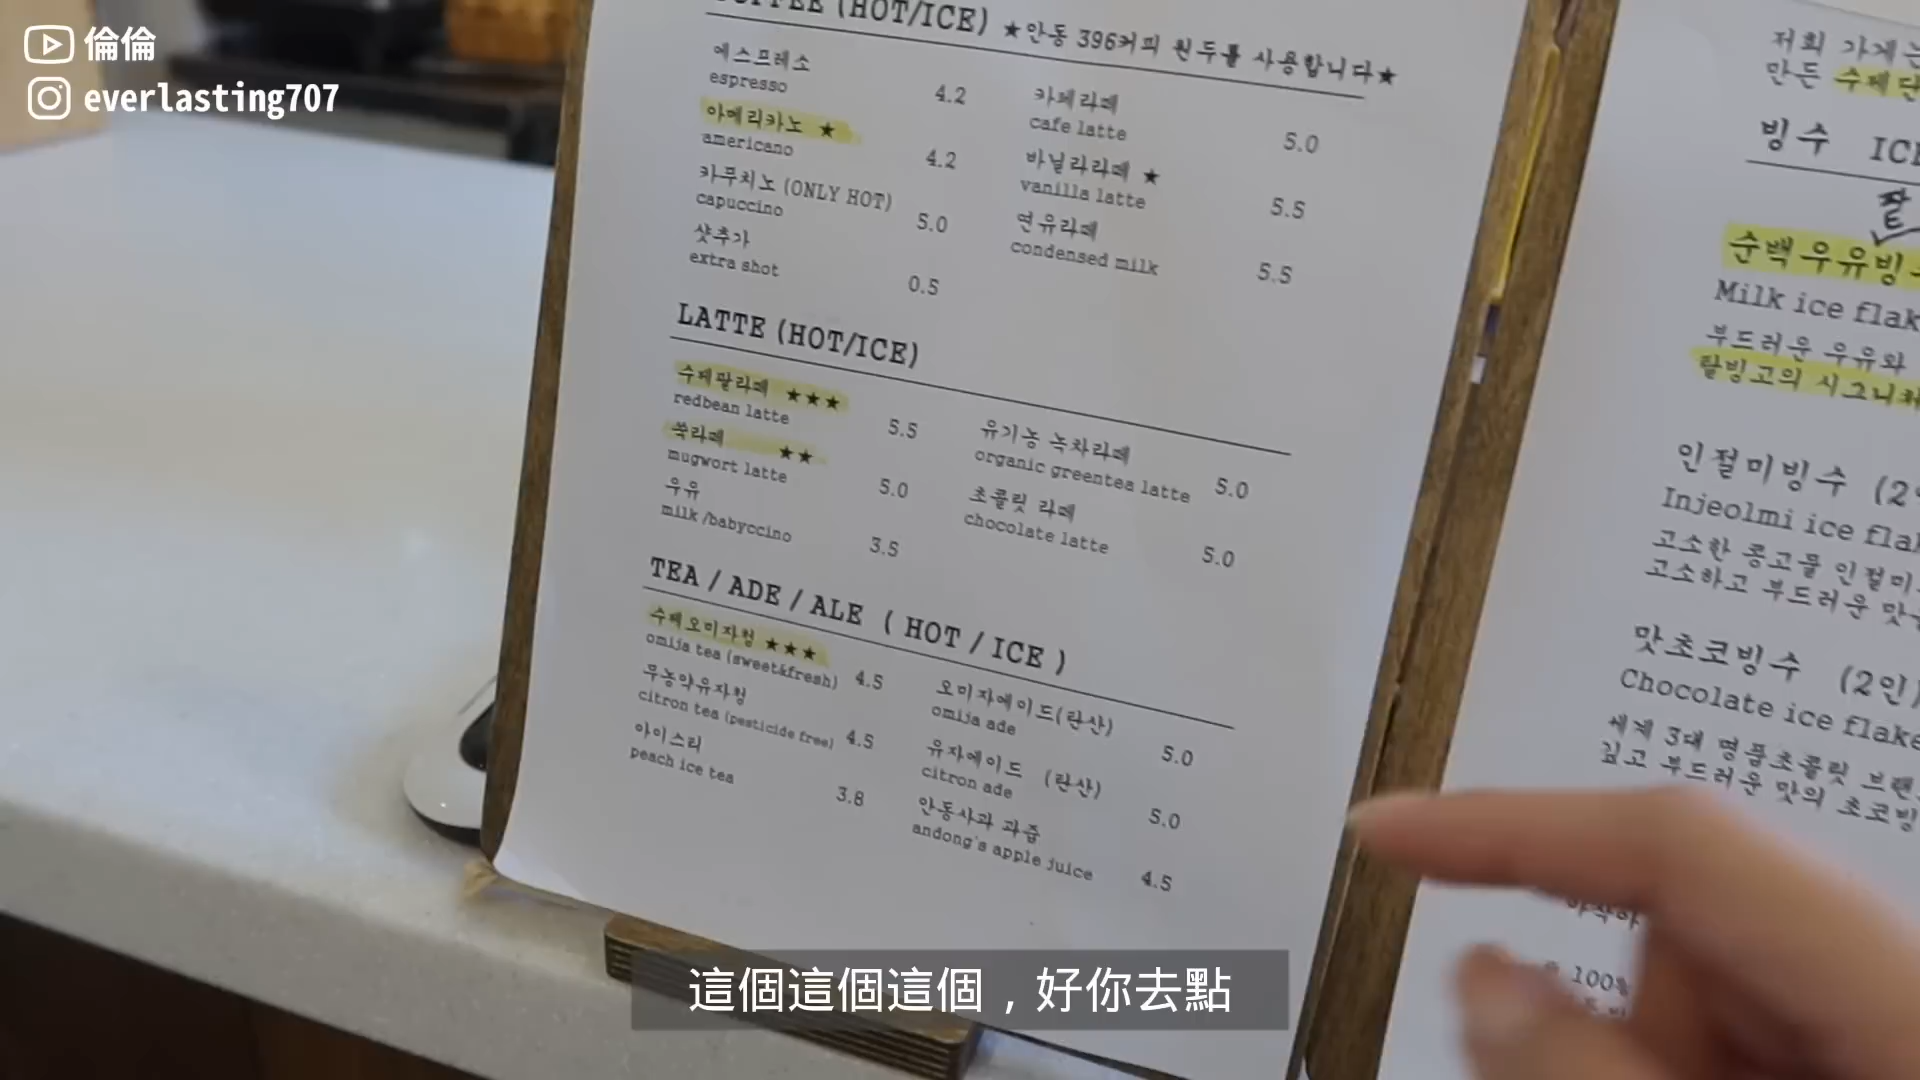 倫倫
everlasting707
COFFEE (HOT/ICE) ★안동 396커피 원두를 사용합니다★
에스프레소
espresso 4.2
아메리카노 ★
americano 4.2
카푸치노 (ONLY HOT)
capuccino 5.0
샷추가
extra shot 0.5
카페라떼
cafe latte 5.0
바닐라라떼 ★
vanilla latte 5.5
연유라떼
condensed milk 5.5
LATTE (HOT/ICE)
수제팥라떼 ★★★
redbean latte 5.5
쑥라떼 ★★
mugwort latte 5.0
우유
milk /babyccino 3.5
유기농 녹차라떼
organic greentea latte 5.0
초콜릿 라떼
chocolate latte 5.0
TEA / ADE / ALE ( HOT / ICE )
수제오미자청 ★★★
omija tea (sweet&fresh) 4.5
무농약유자청
citron tea (pesticide free) 4.5
아이스티
peach ice tea 3.8
오미자에이드(탄산)
omija ade 5.0
유자에이드 (탄산)
citron ade 5.0
안동사과 과즙
andong's apple juice 4.5
저희 가게는
만든 수제
빙수 ICE
팥
순백우유빙
Milk ice flak
부드러운 우유와
시그니처
인절미빙수 (2
Injeolmi ice fla
고소한 콩고물 인절미
고소하고 부드러운 맛
맛초코빙수 (2인)
Chocolate ice flake
세계 3대 명품초콜릿 브랜
깊고 부드러운 맛의 초코빙
100%
這個這個這個，好你去點